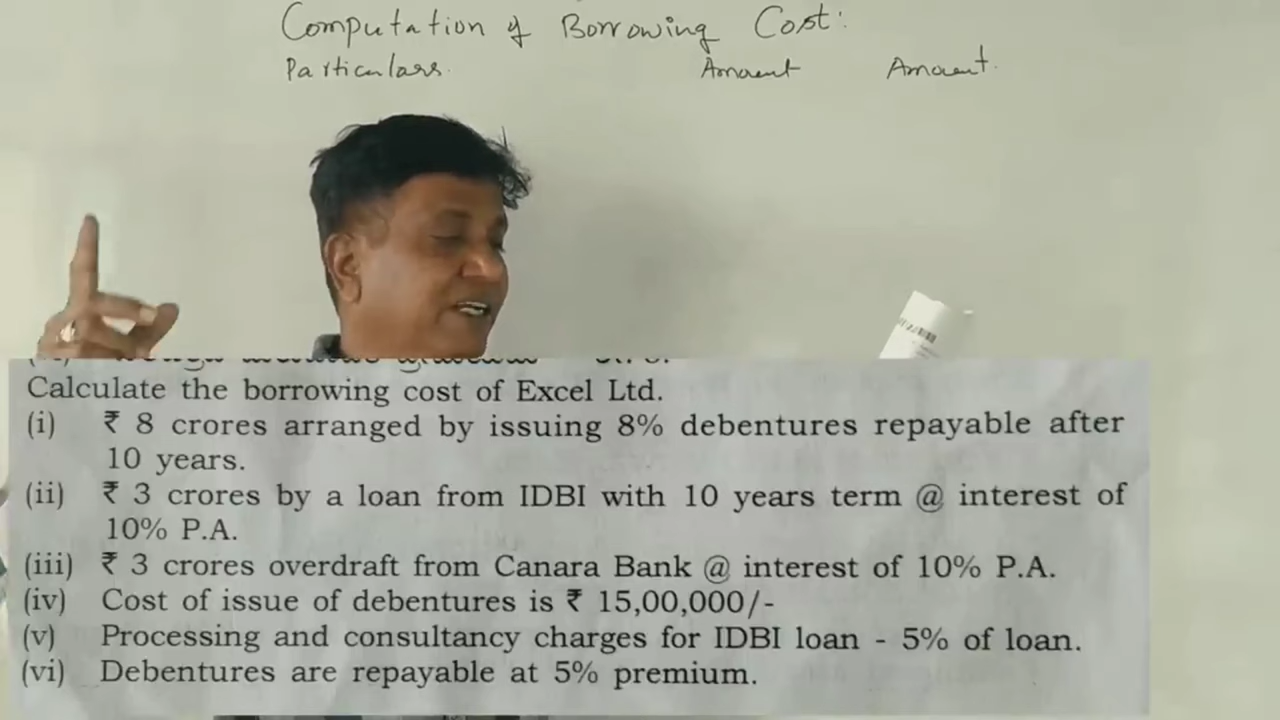 Computation of Borrowing Cost:
Particulars. Amount Amount.
Calculate the borrowing cost of Excel Ltd.
(i) ₹ 8 crores arranged by issuing 8% debentures repayable after
10 years.
(ii) ₹ 3 crores by a loan from IDBI with 10 years term @ interest of
10% P.A.
(iii) ₹ 3 crores overdraft from Canara Bank @ interest of 10% P.A.
(iv) Cost of issue of debentures is ₹ 15,00,000/-
(v) Processing and consultancy charges for IDBI loan - 5% of loan.
(vi) Debentures are repayable at 5% premium.